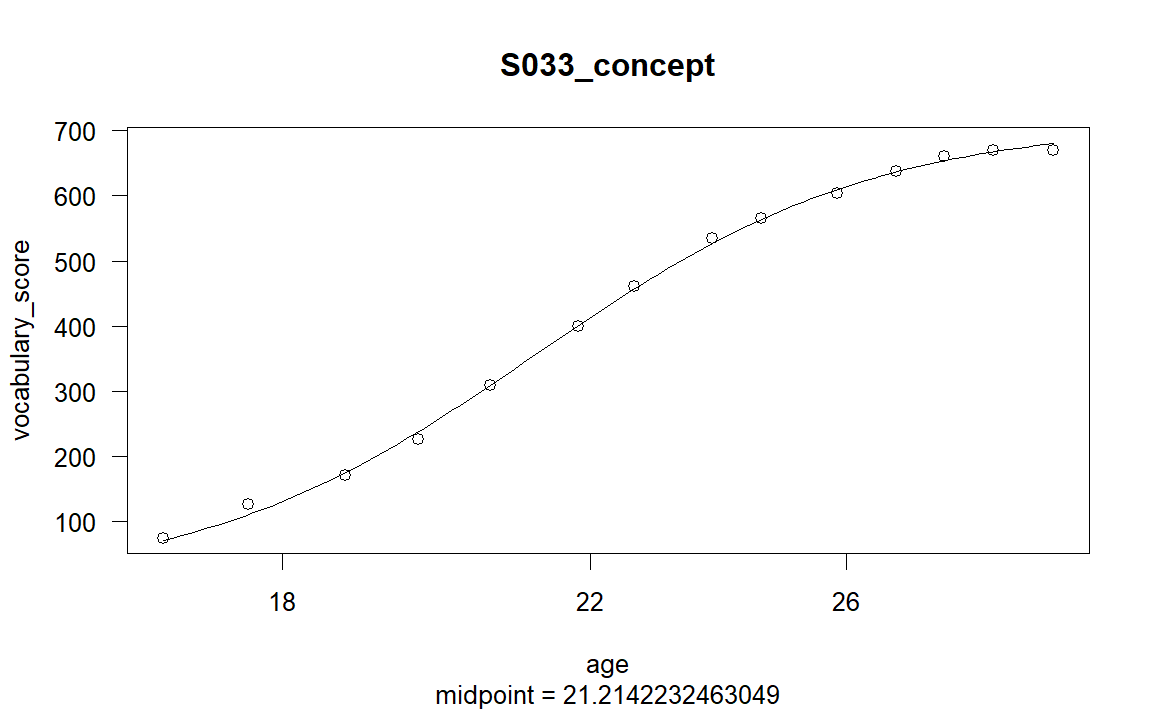 S033_concept
700
600
500
400
300
200
100
vocabulary_score
18 22 26
age
midpoint = 21.2142232463049